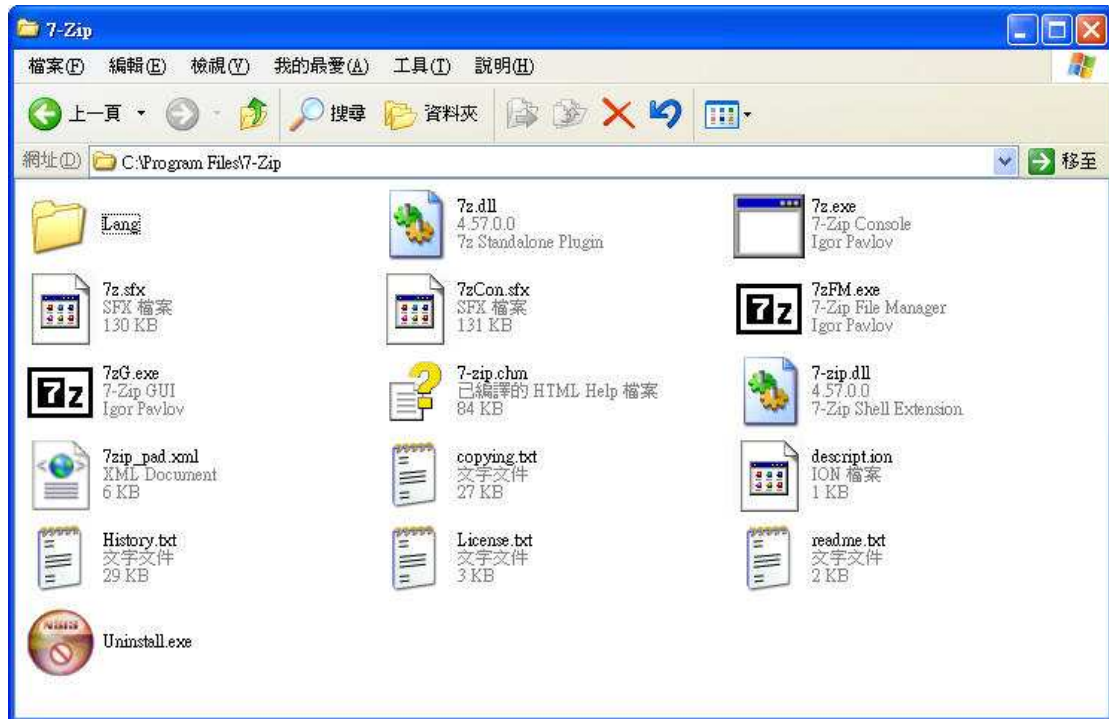 7-Zip
檔案(F) 編輯(E) 檢視(V) 我的最愛(A) 工具(T) 說明(H)
上一頁 搜尋 資料夾
網址(D) C:\Program Files\7-Zip 移至
Lang
7z.dll
4.57.0.0
7z Standalone Plugin
7z.exe
7-Zip Console
Igor Pavlov
7z.sfx
SFX 檔案
130 KB
7zCon.sfx
SFX 檔案
131 KB
7zFM.exe
7-Zip File Manager
Igor Pavlov
7z
7zG.exe
7-Zip GUI
Igor Pavlov
7z
7-zip.chm
已編譯的 HTML Help 檔案
84 KB
7-zip.dll
4.57.0.0
7-Zip Shell Extension
7zip_pad.xml
XML Document
6 KB
copying.txt
文字文件
27 KB
descript.ion
ION 檔案
1 KB
History.txt
文字文件
29 KB
License.txt
文字文件
3 KB
readme.txt
文字文件
2 KB
NSIS
Uninstall.exe